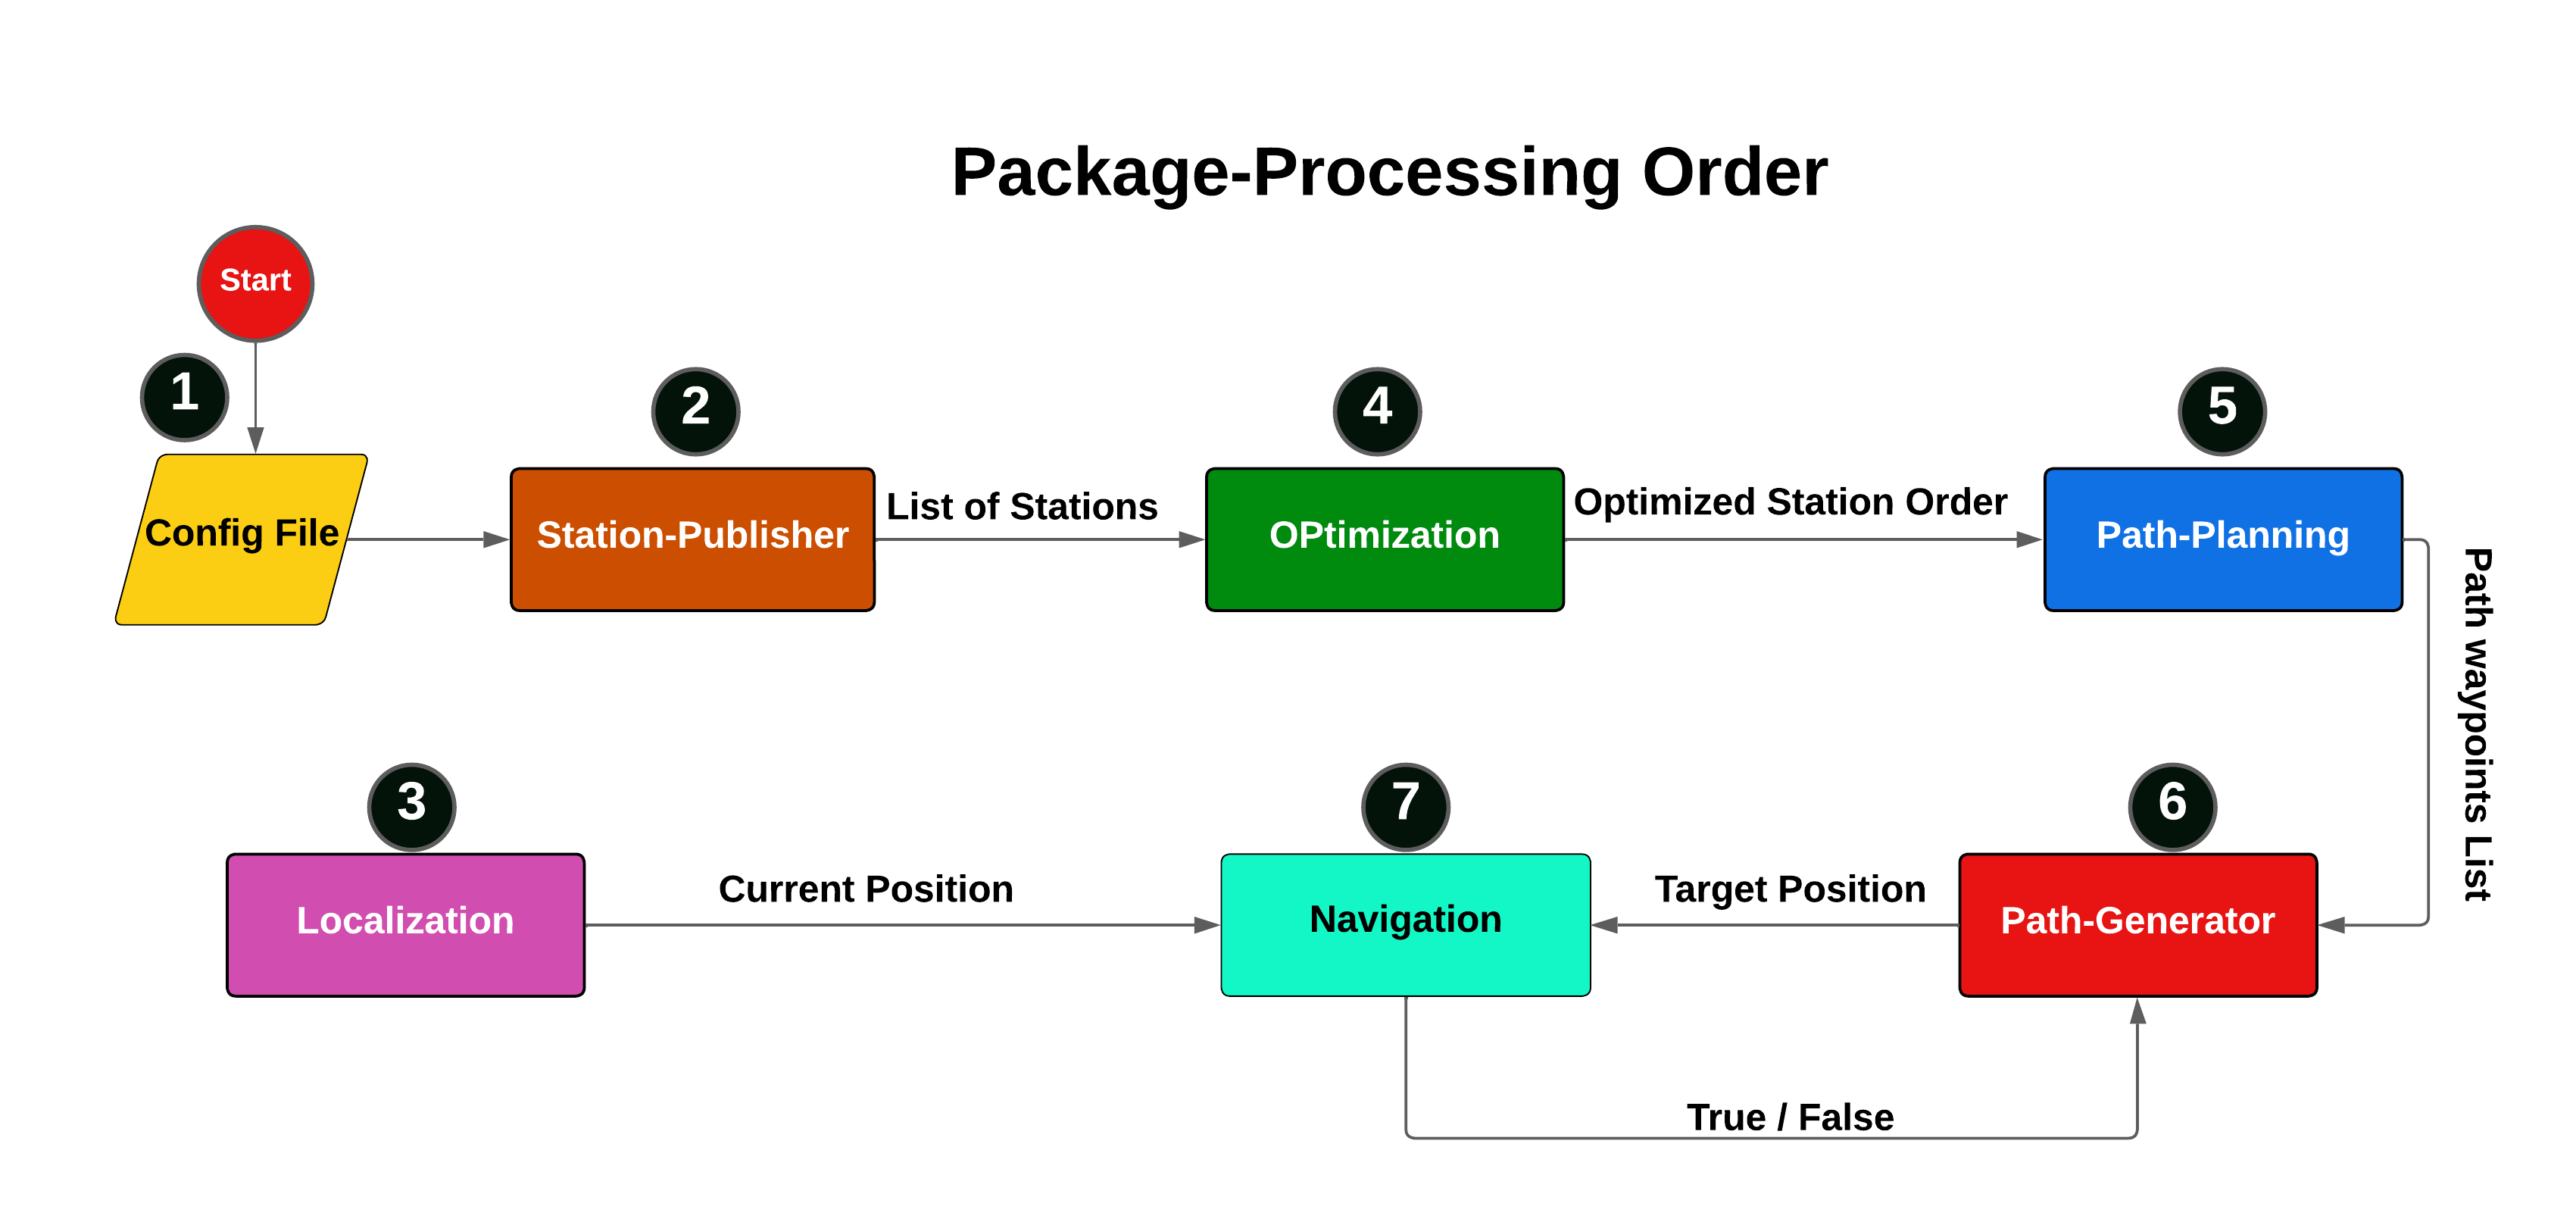 Package-Processing Order
Start
1
2
4
5
Config File
Station-Publisher
List of Stations
OPtimization
Optimized Station Order
Path-Planning
Path waypoints List
3
7
6
Localization
Current Position
Navigation
Target Position
Path-Generator
True / False